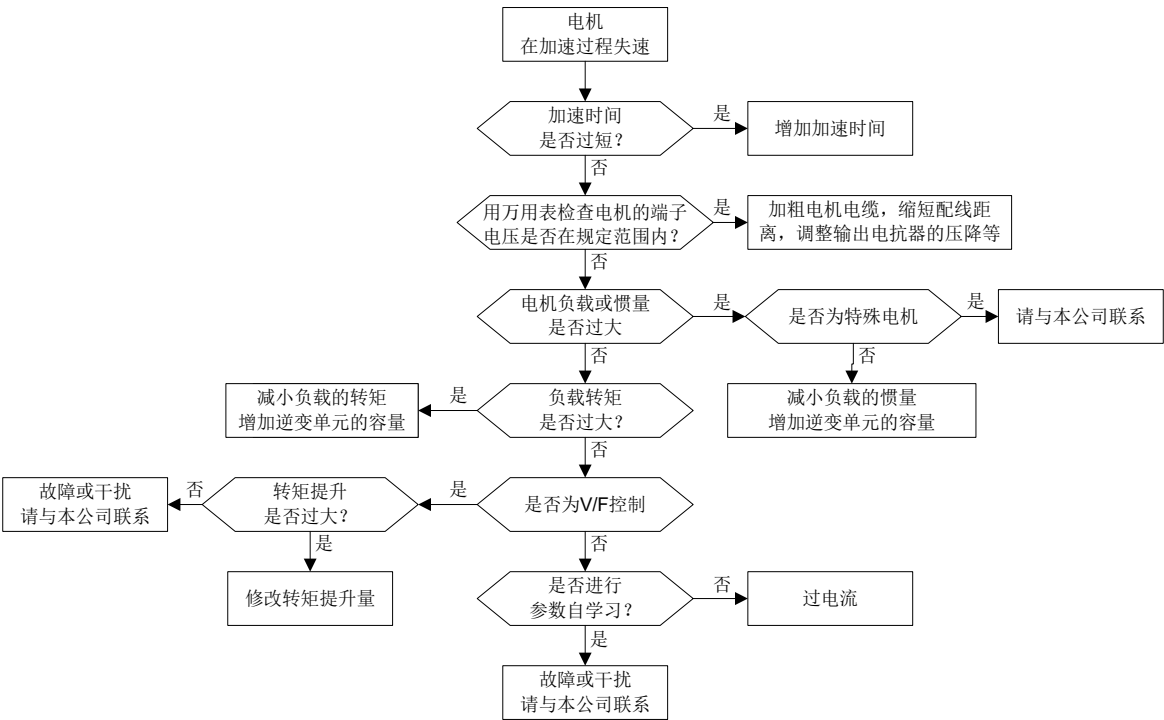 电机
在加速过程失速
加速时间
是否过短？
是
增加加速时间
否
用万用表检查电机的端子
电压是否在规定范围内？
是
加粗电机电缆，缩短配线距
离，调整输出电抗器的压降等
否
电机负载或惯量
是否过大
是
是否为特殊电机
是
请与本公司联系
否
否
减小负载的转矩
增加逆变单元的容量
是
负载转矩
是否过大？
减小负载的惯量
增加逆变单元的容量
否
故障或干扰
请与本公司联系
否
转矩提升
是否过大？
是
是否为V/F控制
是
否
修改转矩提升量
是否进行
参数自学习？
否
过电流
是
故障或干扰
请与本公司联系